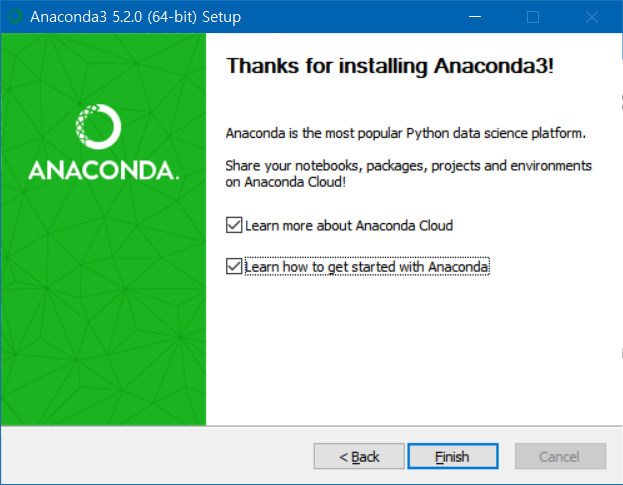 Anaconda3 5.2.0 (64-bit) Setup
Thanks for installing Anaconda3!
ANACONDA.
Anaconda is the most popular Python data science platform.
Share your notebooks, packages, projects and environments
on Anaconda Cloud!
Learn more about Anaconda Cloud
Learn how to get started with Anaconda
< Back
Finish
Cancel